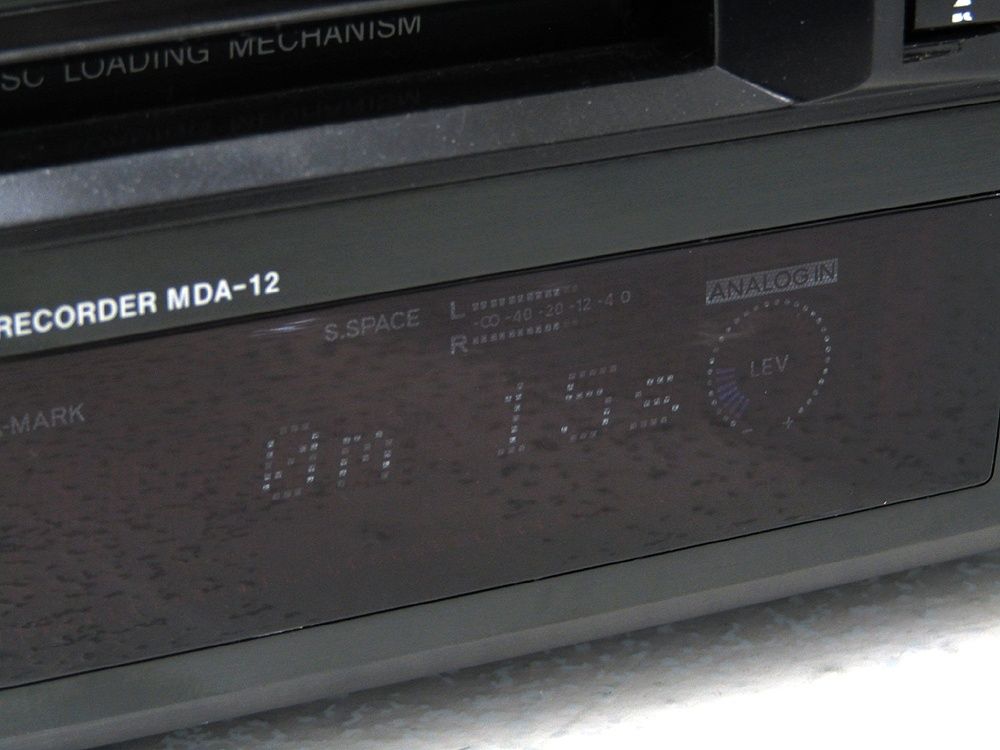 SC LOADING MECHANISM
RECORDER MDA-12
-MARK
S.SPACE
L
-∞ -40 -20 -12 -4 0
R
ANALOG IN
LEV
- +
0m 15s